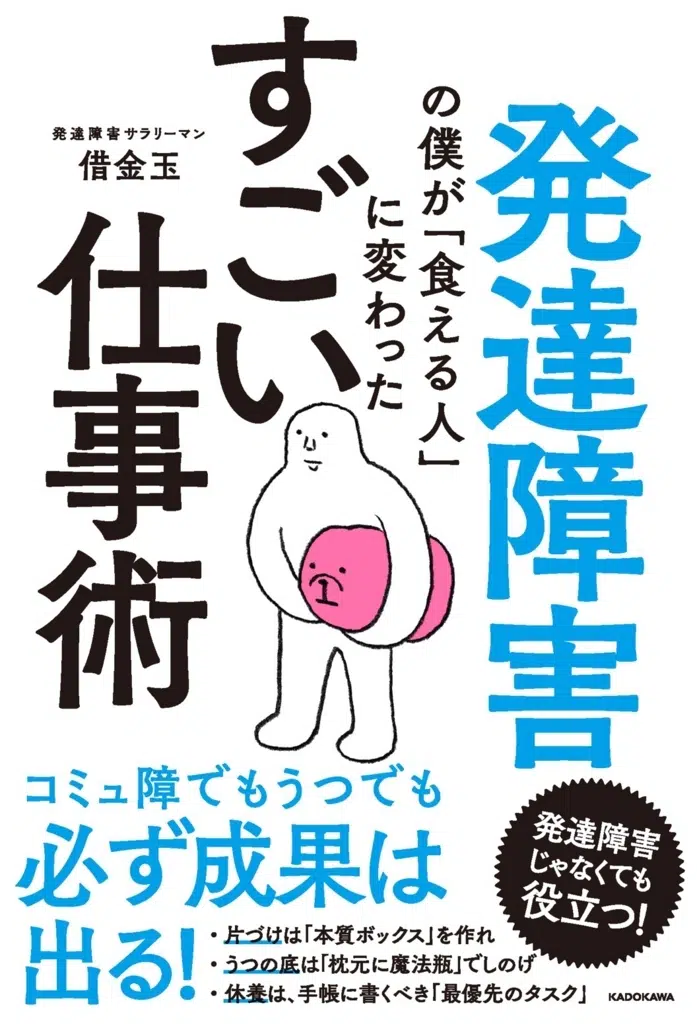 発達障害
の僕が「食える人」
に変わった
すごい
仕事術
発達障害サラリーマン
借金玉
コミュ障でもうつでも
必ず成果は
出る!
・片づけは「本質ボックス」を作れ
・うつの底は「枕元に魔法瓶」でしのげ
・休養は、手帳に書くべき「最優先のタスク」
発達障害
じゃなくても
役立つ!
KADOKAWA